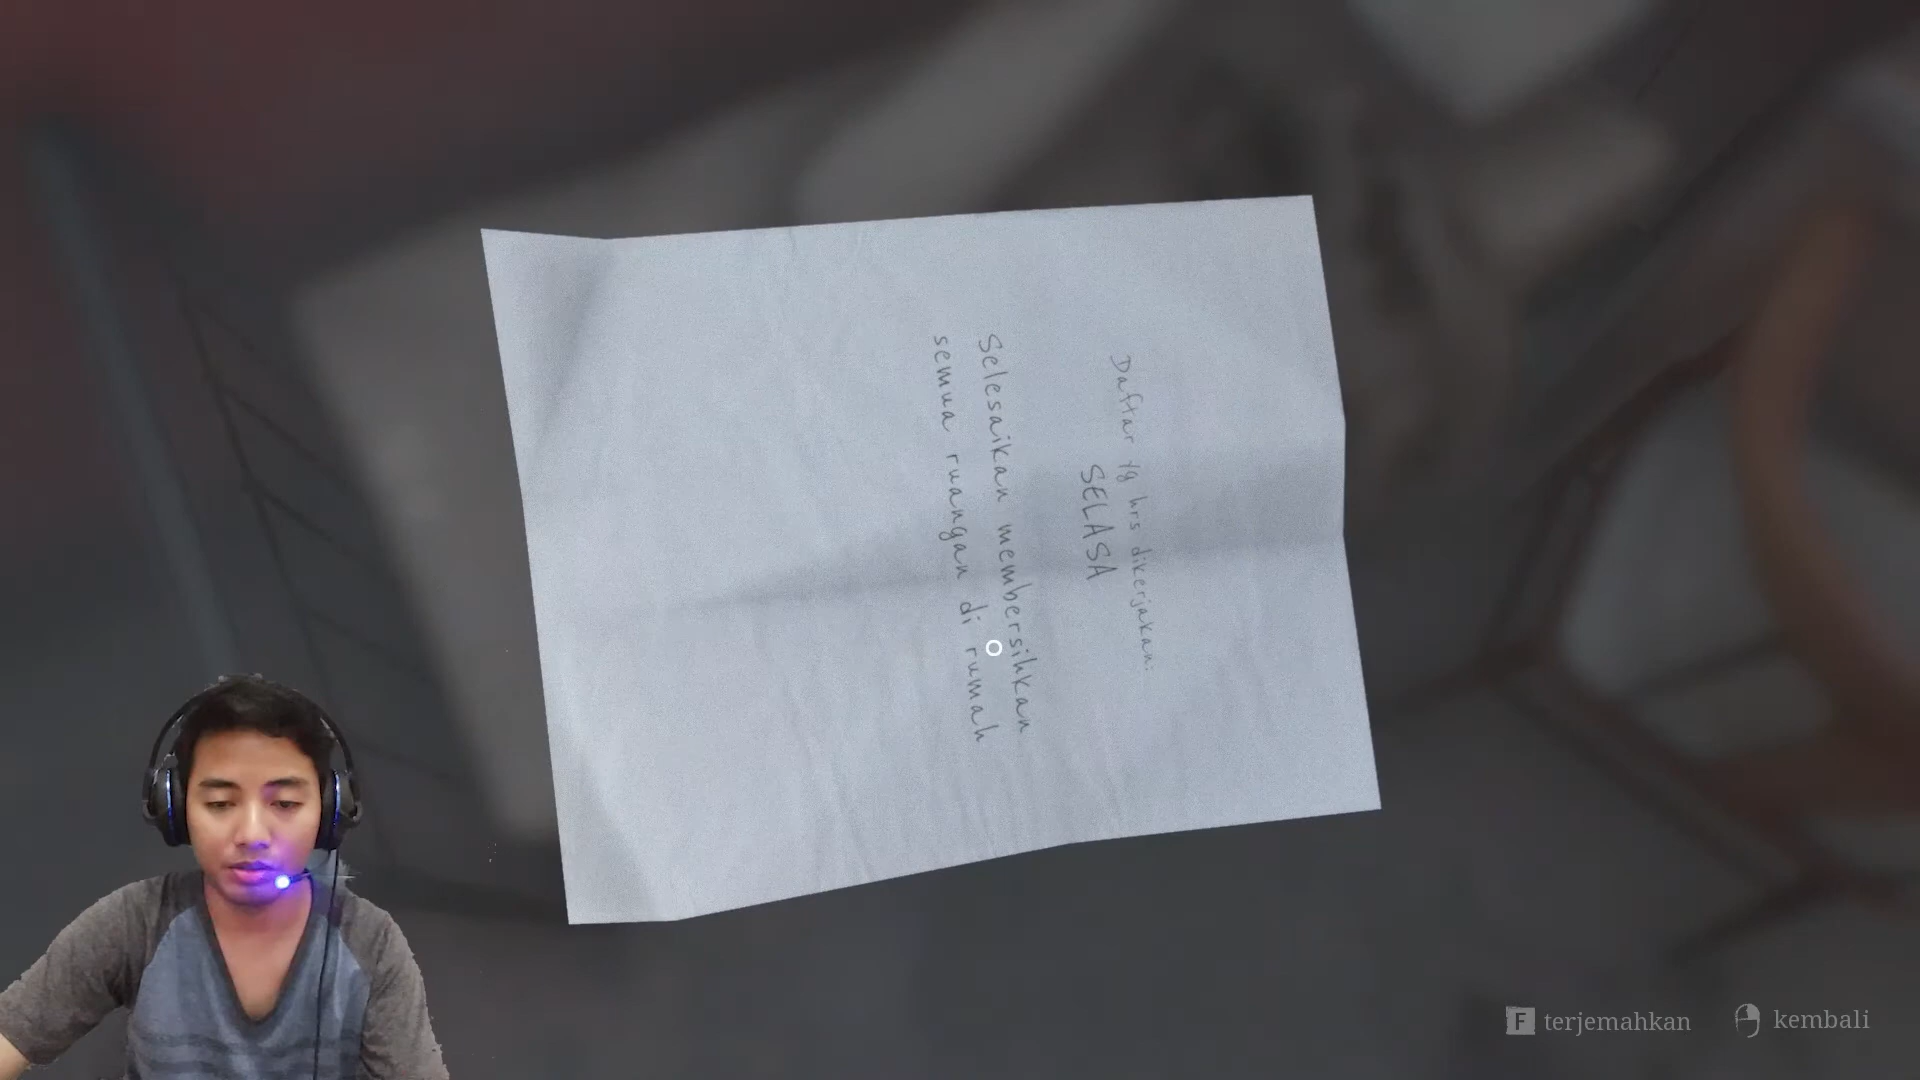 Daftar yg hrs dikerjakan:
SELASA
Selesaikan membersihkan
semua ruangan di rumah
F terjemahkan
kembali